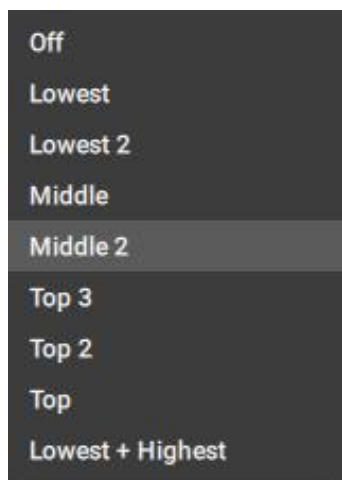 Off
Lowest
Lowest 2
Middle
Middle 2
Top 3
Top 2
Top
Lowest + Highest